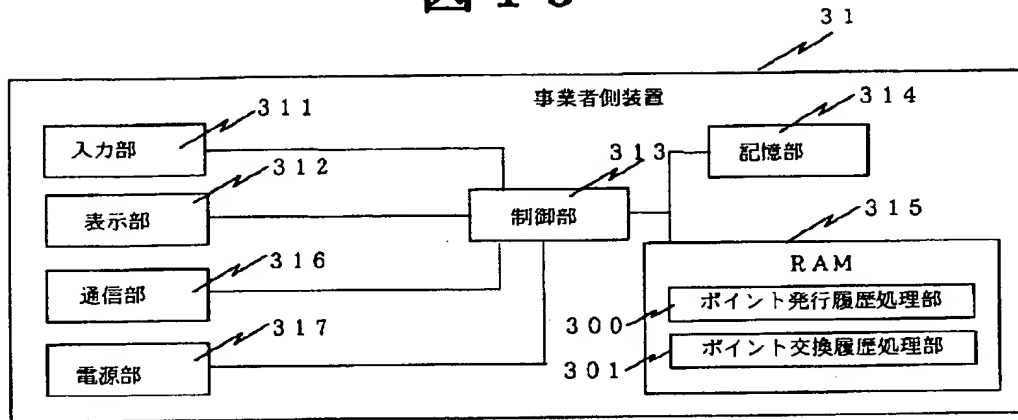 ３１
事業者側装置
３１１
入力部
３１２
表示部
３１６
通信部
３１７
電源部
３１３
制御部
３１４
記憶部
３１５
ＲＡＭ
３００
ポイント発行履歴処理部
３０１
ポイント交換履歴処理部